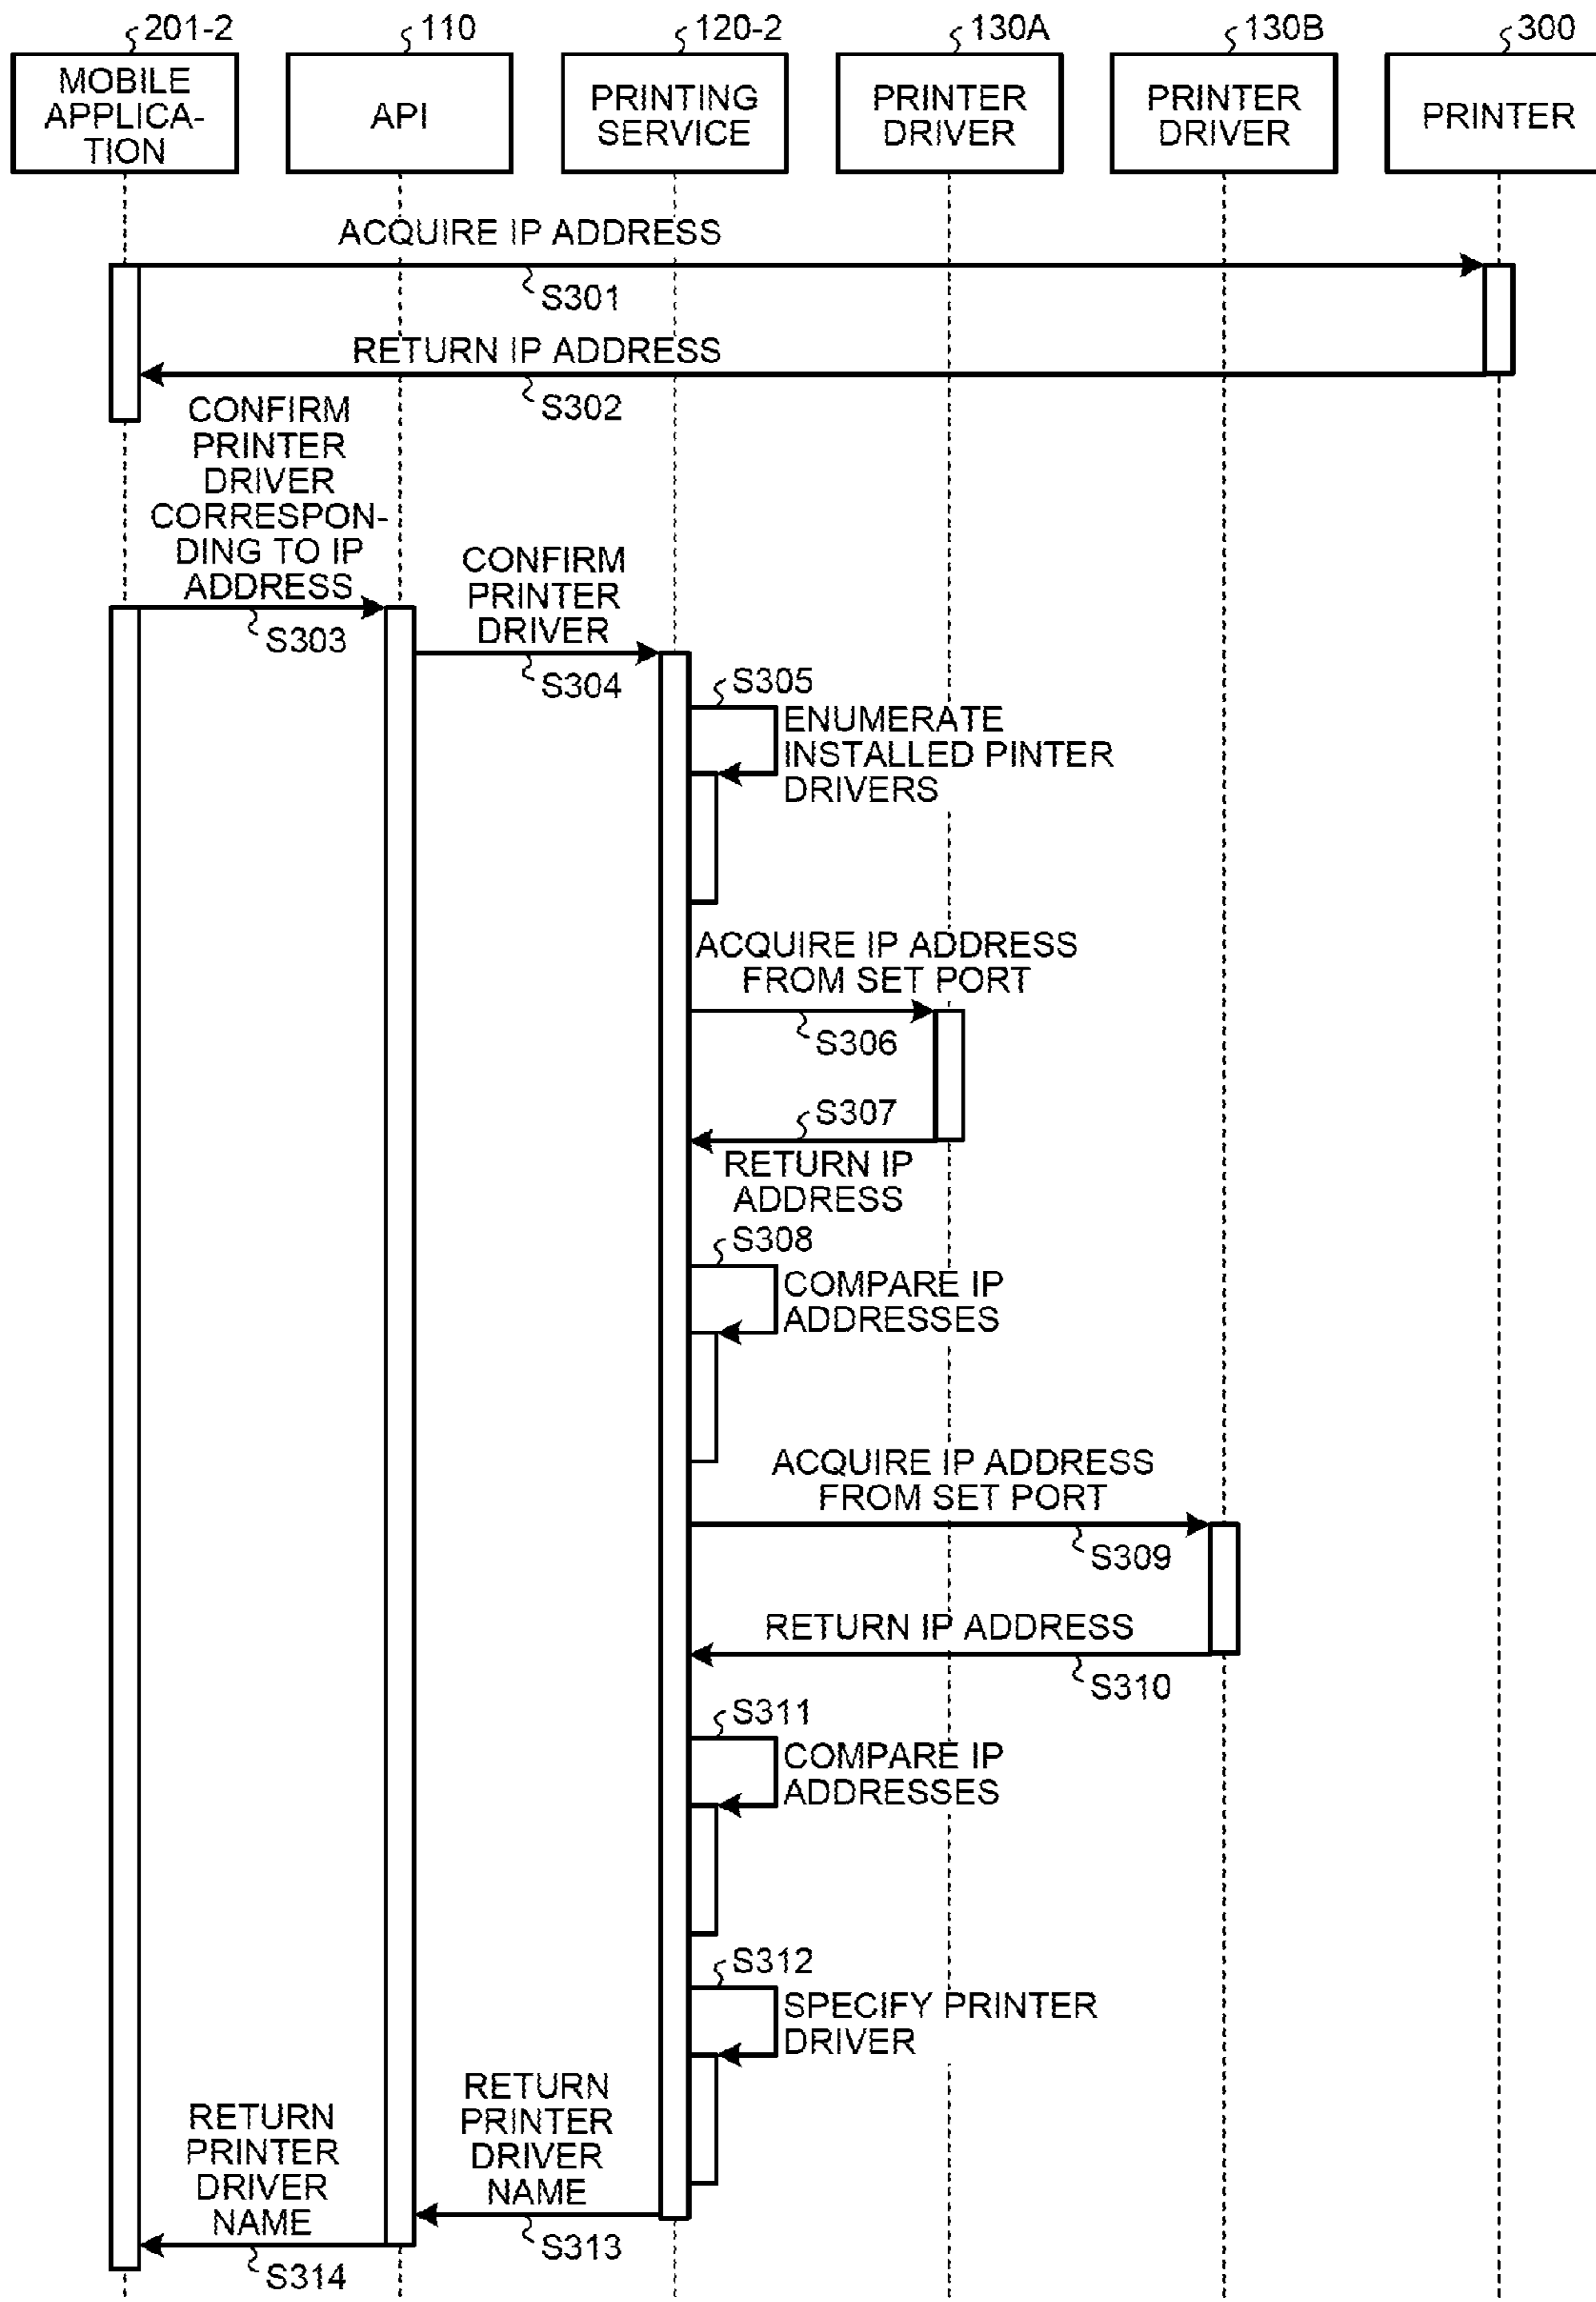 201-2
110
120-2
130A
130B
300
MOBILE
APPLICA-
TION
API
PRINTING
SERVICE
PRINTER
DRIVER
PRINTER
DRIVER
PRINTER
ACQUIRE IP ADDRESS
S301
RETURN IP ADDRESS
S302
CONFIRM
PRINTER
DRIVER
CORRESPON-
DING TO IP
ADDRESS
S303
CONFIRM
PRINTER
DRIVER
S304
S305
ENUMERATE
INSTALLED PINTER
DRIVERS
ACQUIRE IP ADDRESS
FROM SET PORT
S306
S307
RETURN IP
ADDRESS
S308
COMPARE IP
ADDRESSES
ACQUIRE IP ADDRESS
FROM SET PORT
S309
RETURN IP ADDRESS
S310
S311
COMPARE IP
ADDRESSES
S312
SPECIFY PRINTER
DRIVER
RETURN
PRINTER
DRIVER
NAME
S313
RETURN
PRINTER
DRIVER
NAME
S314